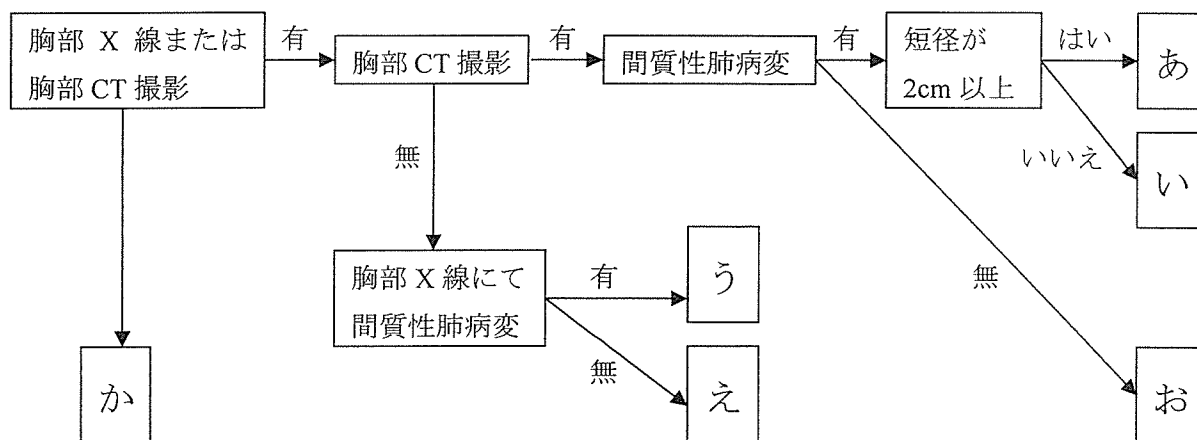 胸部 X 線または
胸部 CT 撮影
有
胸部 CT 撮影
有
間質性肺病変
有
短径が
2cm 以上
はい
あ
いいえ
い
無
胸部 X 線にて
間質性肺病変
有
う
無
え
無
お
か